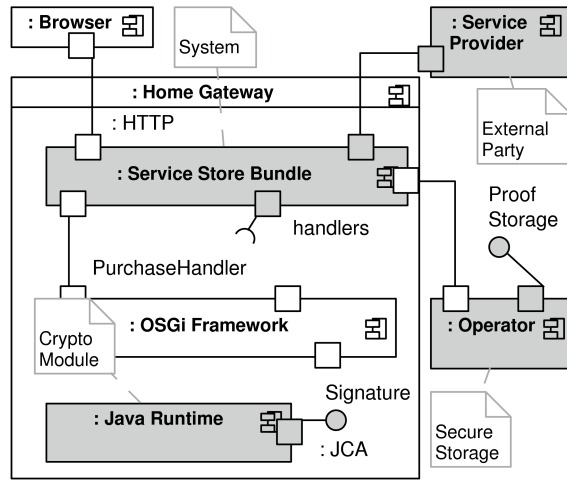 : Browser
System
: Service
Provider
: Home Gateway
: HTTP
External
Party
: Service Store Bundle
handlers
Proof
Storage
PurchaseHandler
: OSGi Framework
Crypto
Module
: Operator
Signature
: Java Runtime
: JCA
Secure
Storage